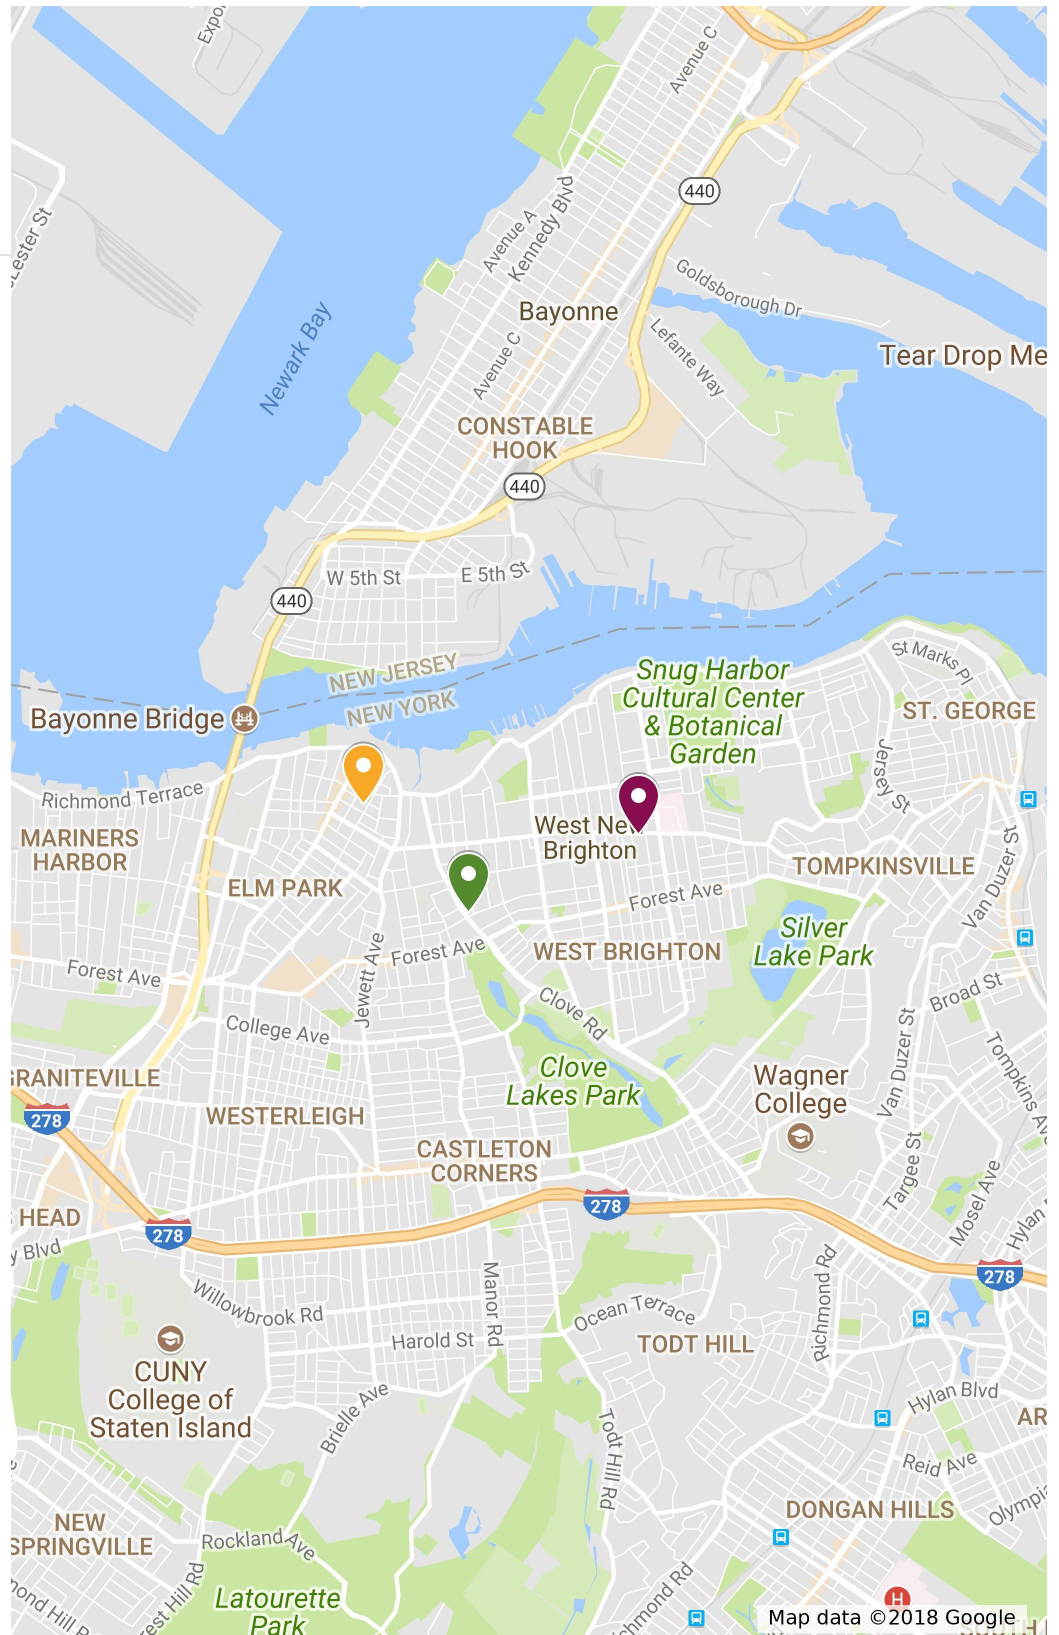 Avenue C
440
Avenue A
Kennedy Blvd
Goldsborough Dr
Bayonne
Lefante Way
Newark Bay
Avenue C
Tear Drop Me
CONSTABLE
HOOK
440
W 5th St
E 5th St
440
NEW JERSEY
NEW YORK
Bayonne Bridge
Snug Harbor
Cultural Center
& Botanical
Garden
St Marks Pl
ST. GEORGE
Jersey St
Richmond Terrace
MARINERS
HARBOR
West New
Brighton
TOMPKINSVILLE
Van Duzer St
ELM PARK
Forest Ave
WEST BRIGHTON
Silver
Lake Park
Forest Ave
Jewett Ave
Forest Ave
Broad St
College Ave
Clove Rd
Van Duzer St
Tompkins Ave
GRANITEVILLE
278
Clove
Lakes Park
Wagner
College
WESTERLEIGH
CASTLETON
CORNERS
Targee St
Mosel Ave
Hylan
HEAD
278
278
278
y Blvd
Willowbrook Rd
Manor Rd
Ocean Terrace
Richmond Rd
Harold St
TODT HILL
CUNY
College of
Staten Island
Brielle Ave
Todt Hill Rd
Hylan Blvd
AR
Reid Ave
Olympia
DONGAN HILLS
NEW
SPRINGVILLE
Rockland Ave
mond Hill R
rest Hill Rd
Latourette
Park
chmond Rd
H
Map data ©2018 Google